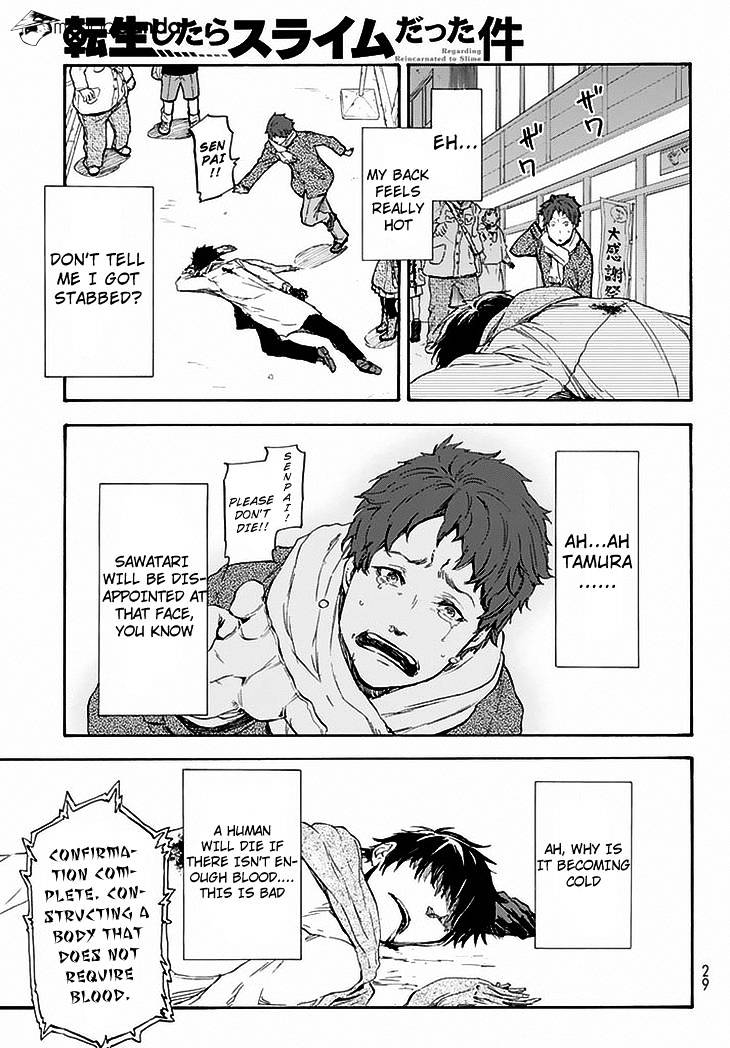 転生したらスライムだった件
Regarding
Reincarnated to Slime
EH...
ザワ
ザワ
大感謝祭
MY BACK
FEELS
REALLY
HOT
SEN
PAI!!
DON'T TELL
ME I GOT
STABBED?
AH...AH
TAMURA
......
SENPAI!
PLEASE
DON'T
DIE!!
SAWATARI
WILL BE DIS-
APPOINTED AT
THAT FACE,
YOU KNOW
AH, WHY IS
IT BECOMING
COLD
A HUMAN
WILL DIE IF
THERE ISN'T EN-
OUGH BLOOD....
THIS IS BAD
CONFIRMA-
TION COM-
PLETE. CON-
STRUCTING A
BODY THAT
DOES NOT
REQUIRE
BLOOD.
29